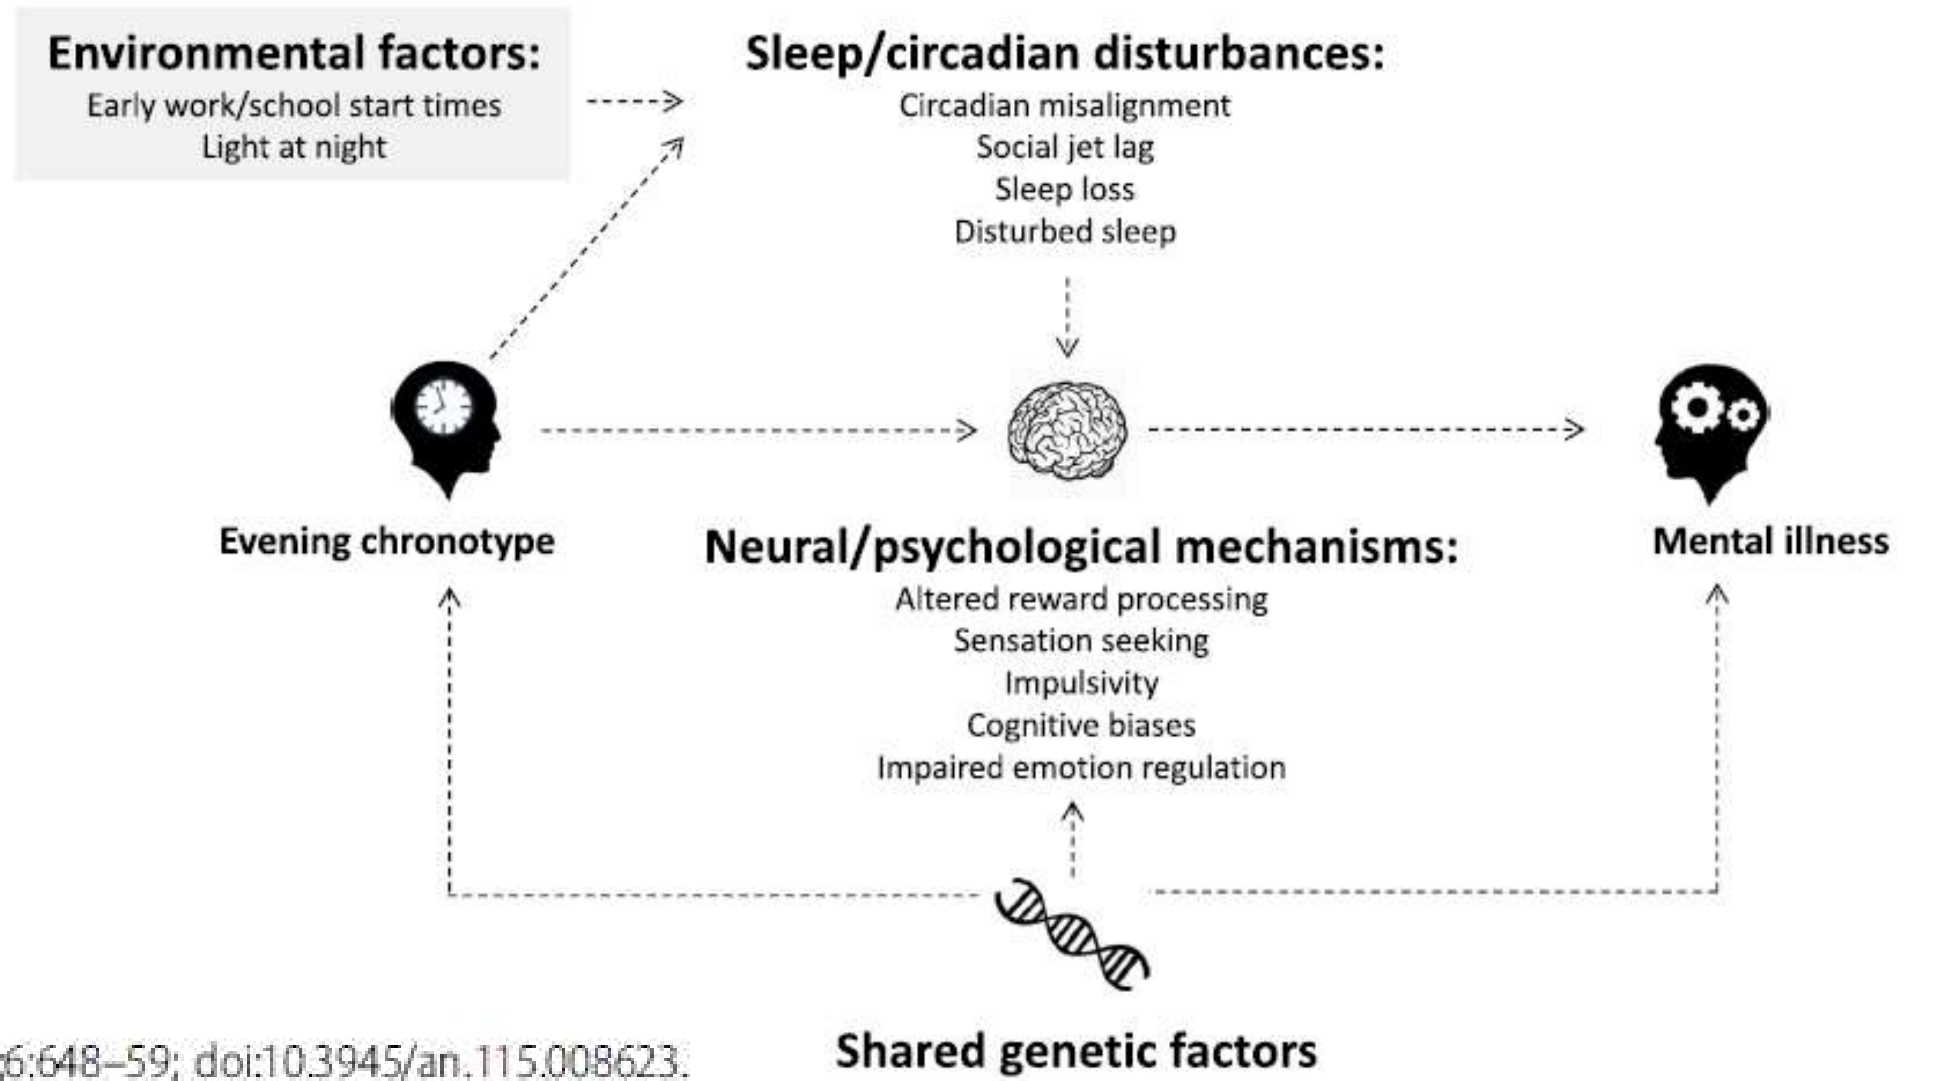 Environmental factors:
Early work/school start times
Light at night
Sleep/circadian disturbances:
Circadian misalignment
Social jet lag
Sleep loss
Disturbed sleep
Evening chronotype
Neural/psychological mechanisms:
Altered reward processing
Sensation seeking
Impulsivity
Cognitive biases
Impaired emotion regulation
Mental illness
Shared genetic factors
;6:648–59; doi:10.3945/an.115.008623.